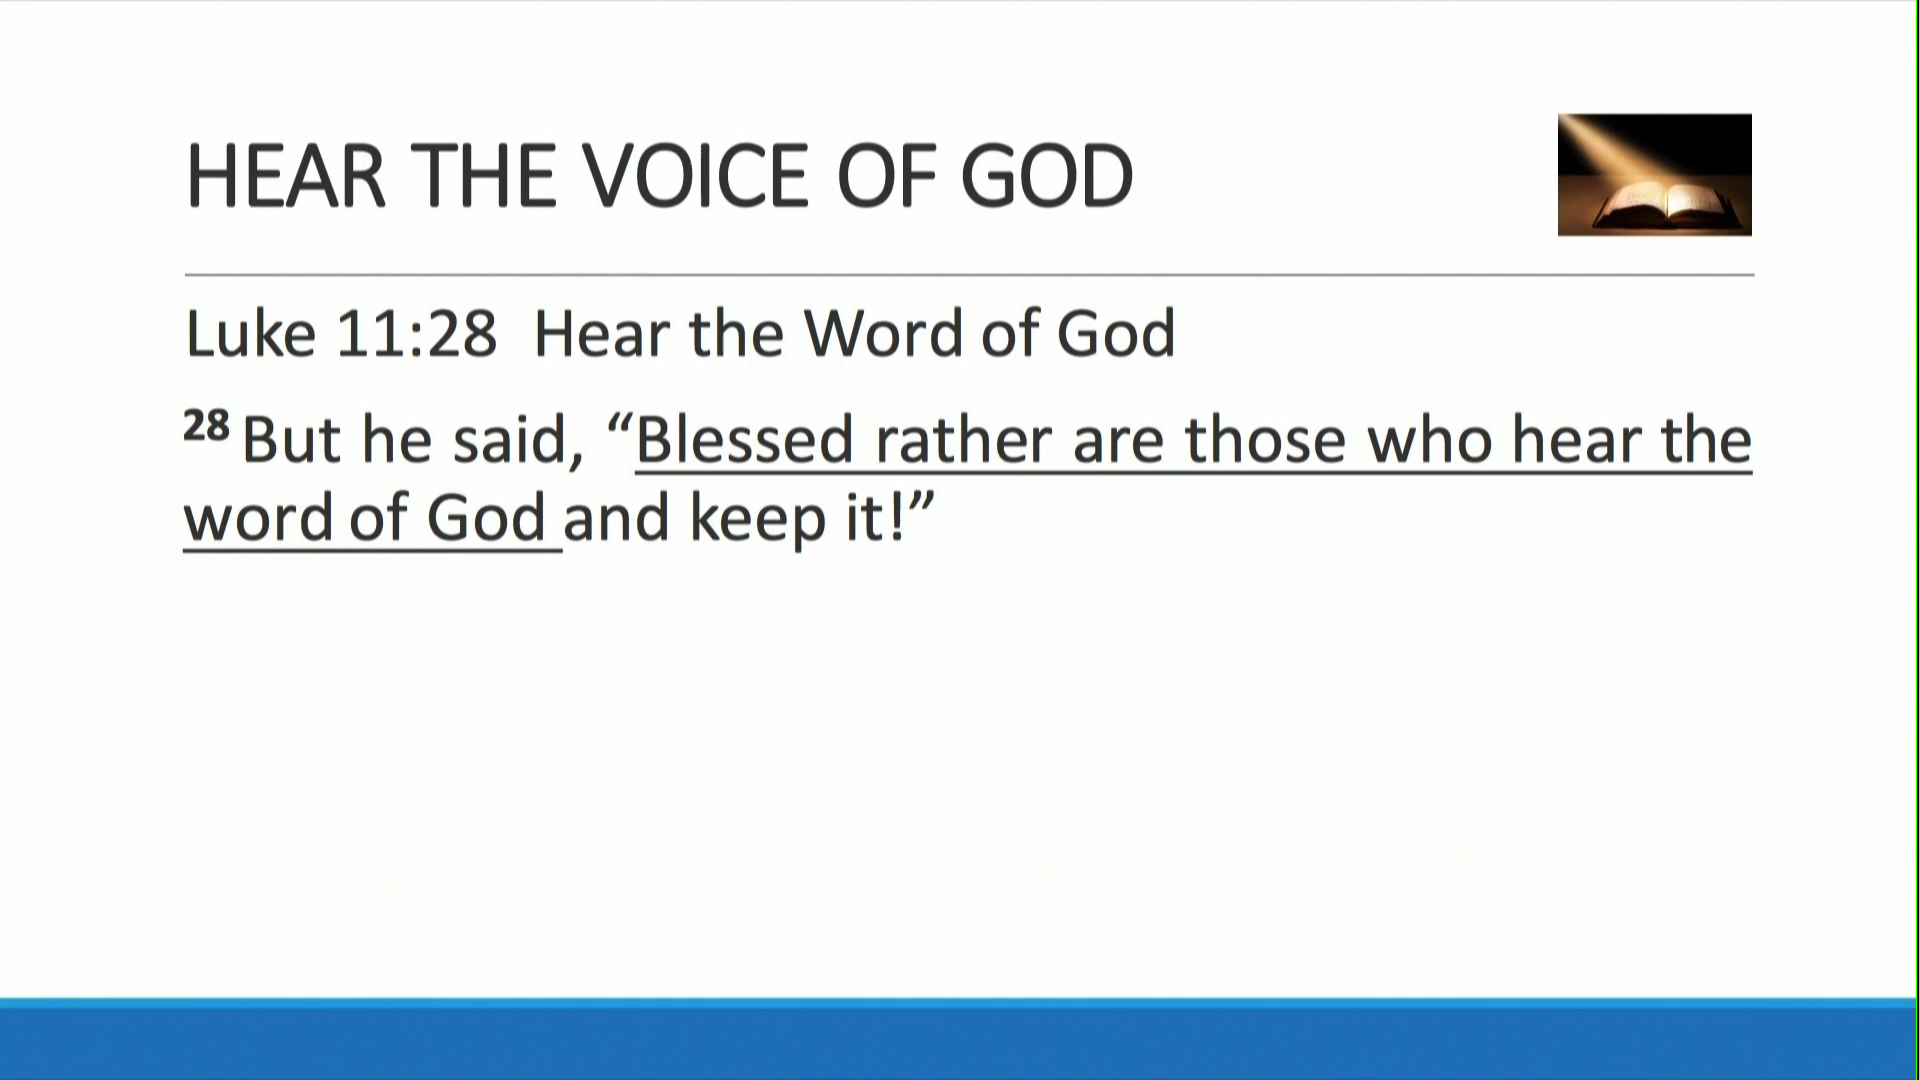 HEAR THE VOICE OF GOD
Luke 11:28  Hear the Word of God
28 But he said, “Blessed rather are those who hear the
word of God and keep it!”